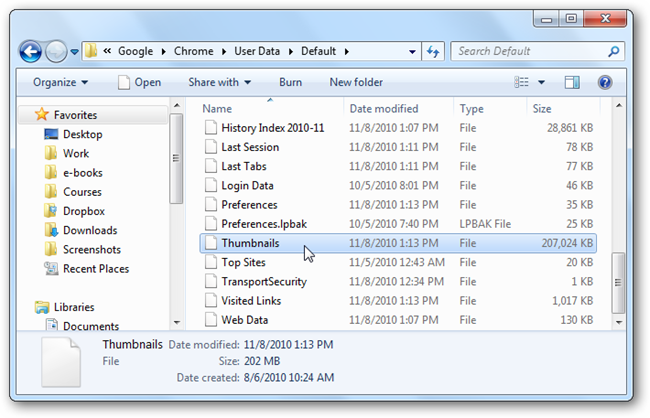 « Google ▸ Chrome ▸ User Data ▸ Default ▸ Search Default
Organize ▾ Open Share with ▾ Burn New folder
Name Date modified Type Size
Favorites
Desktop
Work
e-books
Courses
Dropbox
Downloads
Screenshots
Recent Places
Libraries
Documents
History Index 2010-11 11/8/2010 1:07 PM File 28,861 KB
Last Session 11/8/2010 1:11 PM File 78 KB
Last Tabs 11/8/2010 1:11 PM File 77 KB
Login Data 10/5/2010 8:01 PM File 46 KB
Preferences 11/8/2010 1:13 PM File 35 KB
Preferences.lpbak 10/5/2010 7:40 PM LPBAK File 25 KB
Thumbnails 11/8/2010 1:13 PM File 207,024 KB
Top Sites 11/5/2010 12:43 AM File 20 KB
TransportSecurity 11/8/2010 12:34 PM File 1 KB
Visited Links 11/8/2010 1:13 PM File 1,017 KB
Web Data 11/8/2010 1:07 PM File 130 KB
Thumbnails Date modified: 11/8/2010 1:13 PM
File Size: 202 MB
Date created: 8/6/2010 10:24 AM